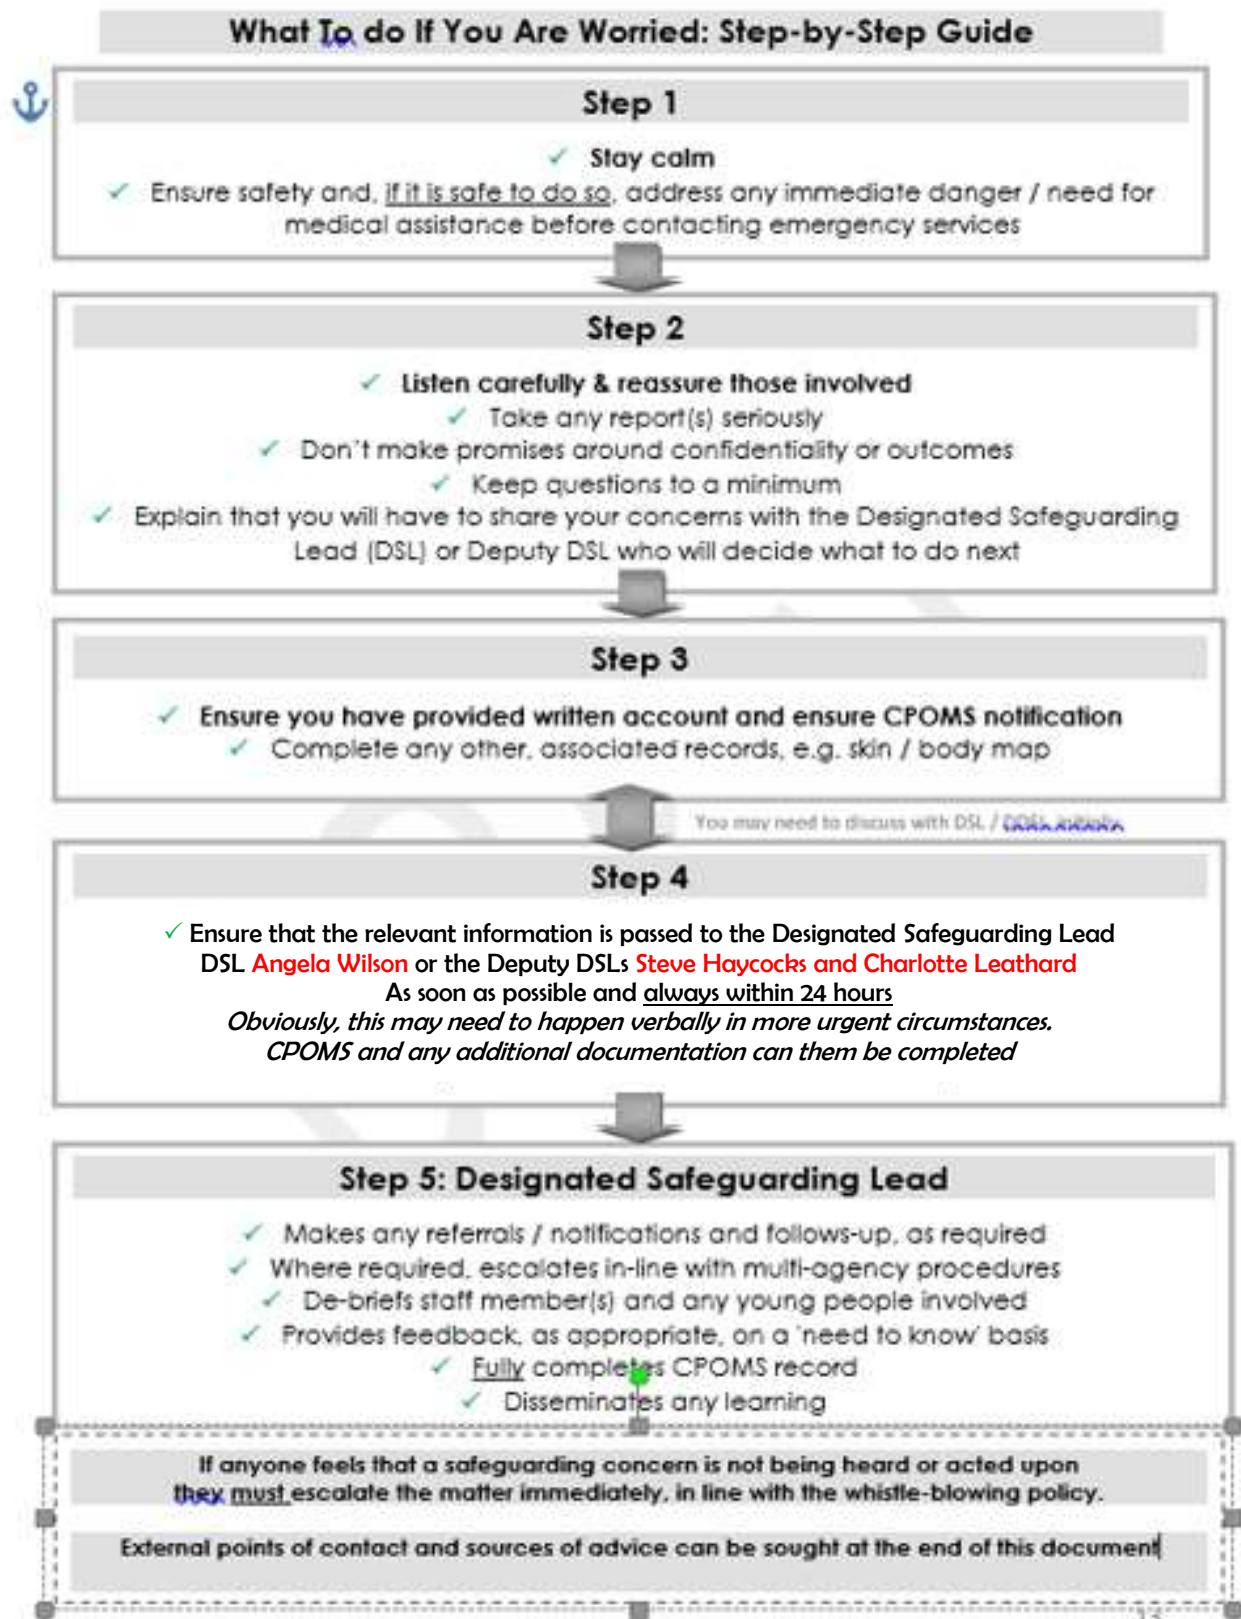 What To do If You Are Worried: Step-by-Step Guide
Step 1
✓ Stay calm
✓ Ensure safety and, if it is safe to do so, address any immediate danger / need for
medical assistance before contacting emergency services
Step 2
✓ Listen carefully & reassure those involved
✓ Take any report(s) seriously
✓ Don't make promises around confidentiality or outcomes
✓ Keep questions to a minimum
✓ Explain that you will have to share your concerns with the Designated Safeguarding
Lead (DSL) or Deputy DSL who will decide what to do next
Step 3
✓ Ensure you have provided written account and ensure CPOMS notification
✓ Complete any other, associated records, e.g. skin / body map
You may need to discuss with DSL / DDSL initially
Step 4
✓ Ensure that the relevant information is passed to the Designated Safeguarding Lead
DSL Angela Wilson or the Deputy DSLs Steve Haycocks and Charlotte Leathard
As soon as possible and always within 24 hours
Obviously, this may need to happen verbally in more urgent circumstances.
CPOMS and any additional documentation can them be completed
Step 5: Designated Safeguarding Lead
✓ Makes any referrals / notifications and follows-up, as required
✓ Where required, escalates in-line with multi-agency procedures
✓ De-briefs staff member(s) and any young people involved
✓ Provides feedback, as appropriate, on a 'need to know' basis
✓ Fully completes CPOMS record
✓ Disseminates any learning
If anyone feels that a safeguarding concern is not being heard or acted upon
they must escalate the matter immediately, in line with the whistle-blowing policy.
External points of contact and sources of advice can be sought at the end of this document